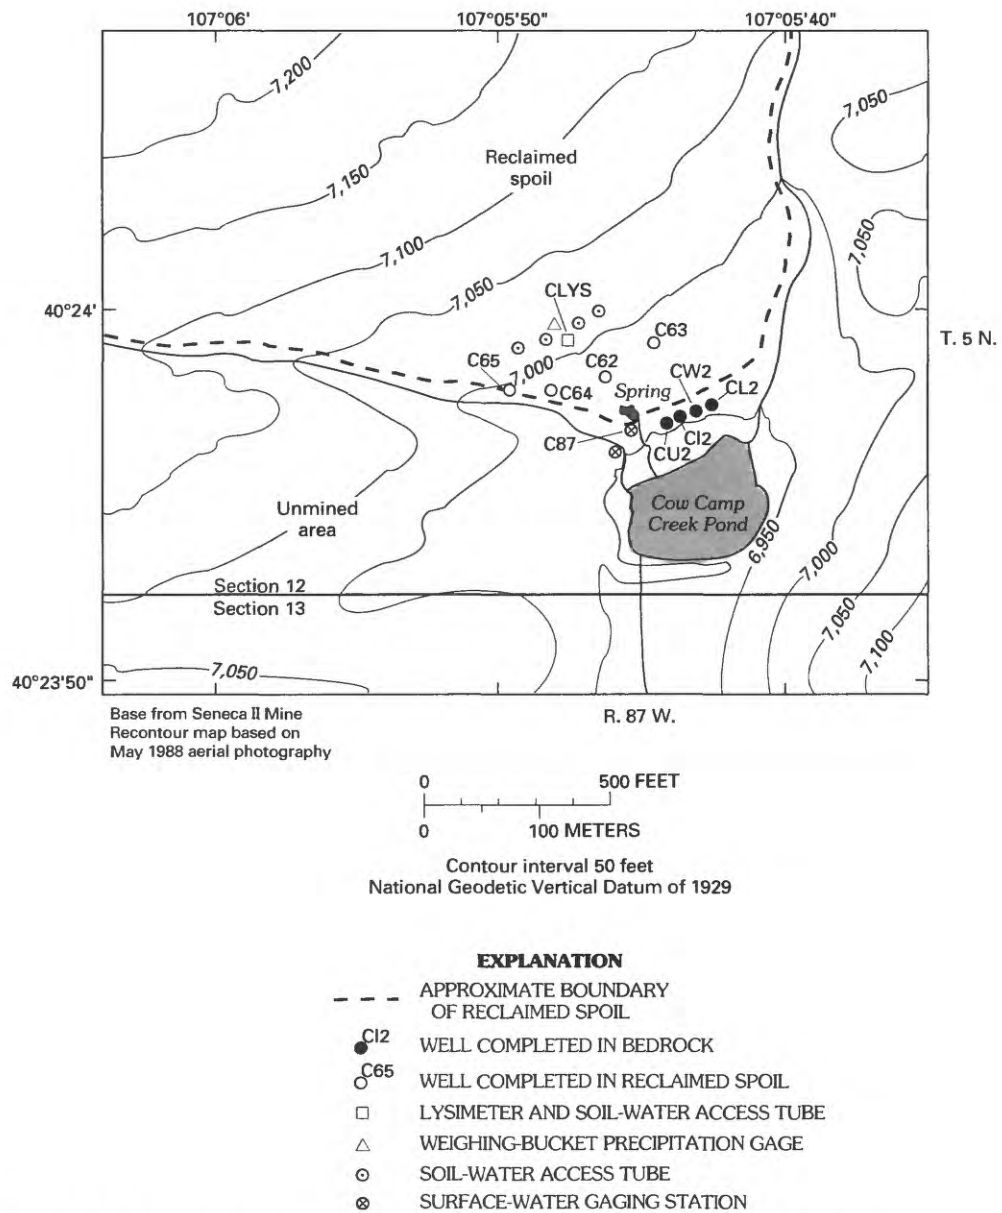 107°06'
107°05'50"
107°05'40"
7,200
7,050
Reclaimed
spoil
7,150
7,100
7,050
7,050
40°24'
CLYS
T. 5 N.
C63
C65
7,000
C62
C64
CW2
CL2
Spring
C87
CI2
CU2
Unmined
area
Cow Camp
Creek Pond
6,950
7,000
Section 12
Section 13
7,050
7,100
7,050
40°23'50"
Base from Seneca II Mine
Recontour map based on
May 1988 aerial photography
R. 87 W.
0 500 FEET
0 100 METERS
Contour interval 50 feet
National Geodetic Vertical Datum of 1929
EXPLANATION
APPROXIMATE BOUNDARY
OF RECLAIMED SPOIL
CI2 WELL COMPLETED IN BEDROCK
C65 WELL COMPLETED IN RECLAIMED SPOIL
LYSIMETER AND SOIL-WATER ACCESS TUBE
WEIGHING-BUCKET PRECIPITATION GAGE
SOIL-WATER ACCESS TUBE
SURFACE-WATER GAGING STATION